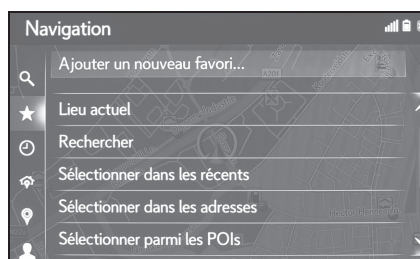 Navigation
Ajouter un nouveau favori...
A201
Lieu actuel
Rechercher
Sélectionner dans les récents
Sélectionner dans les adresses
Sélectionner parmi les POIs